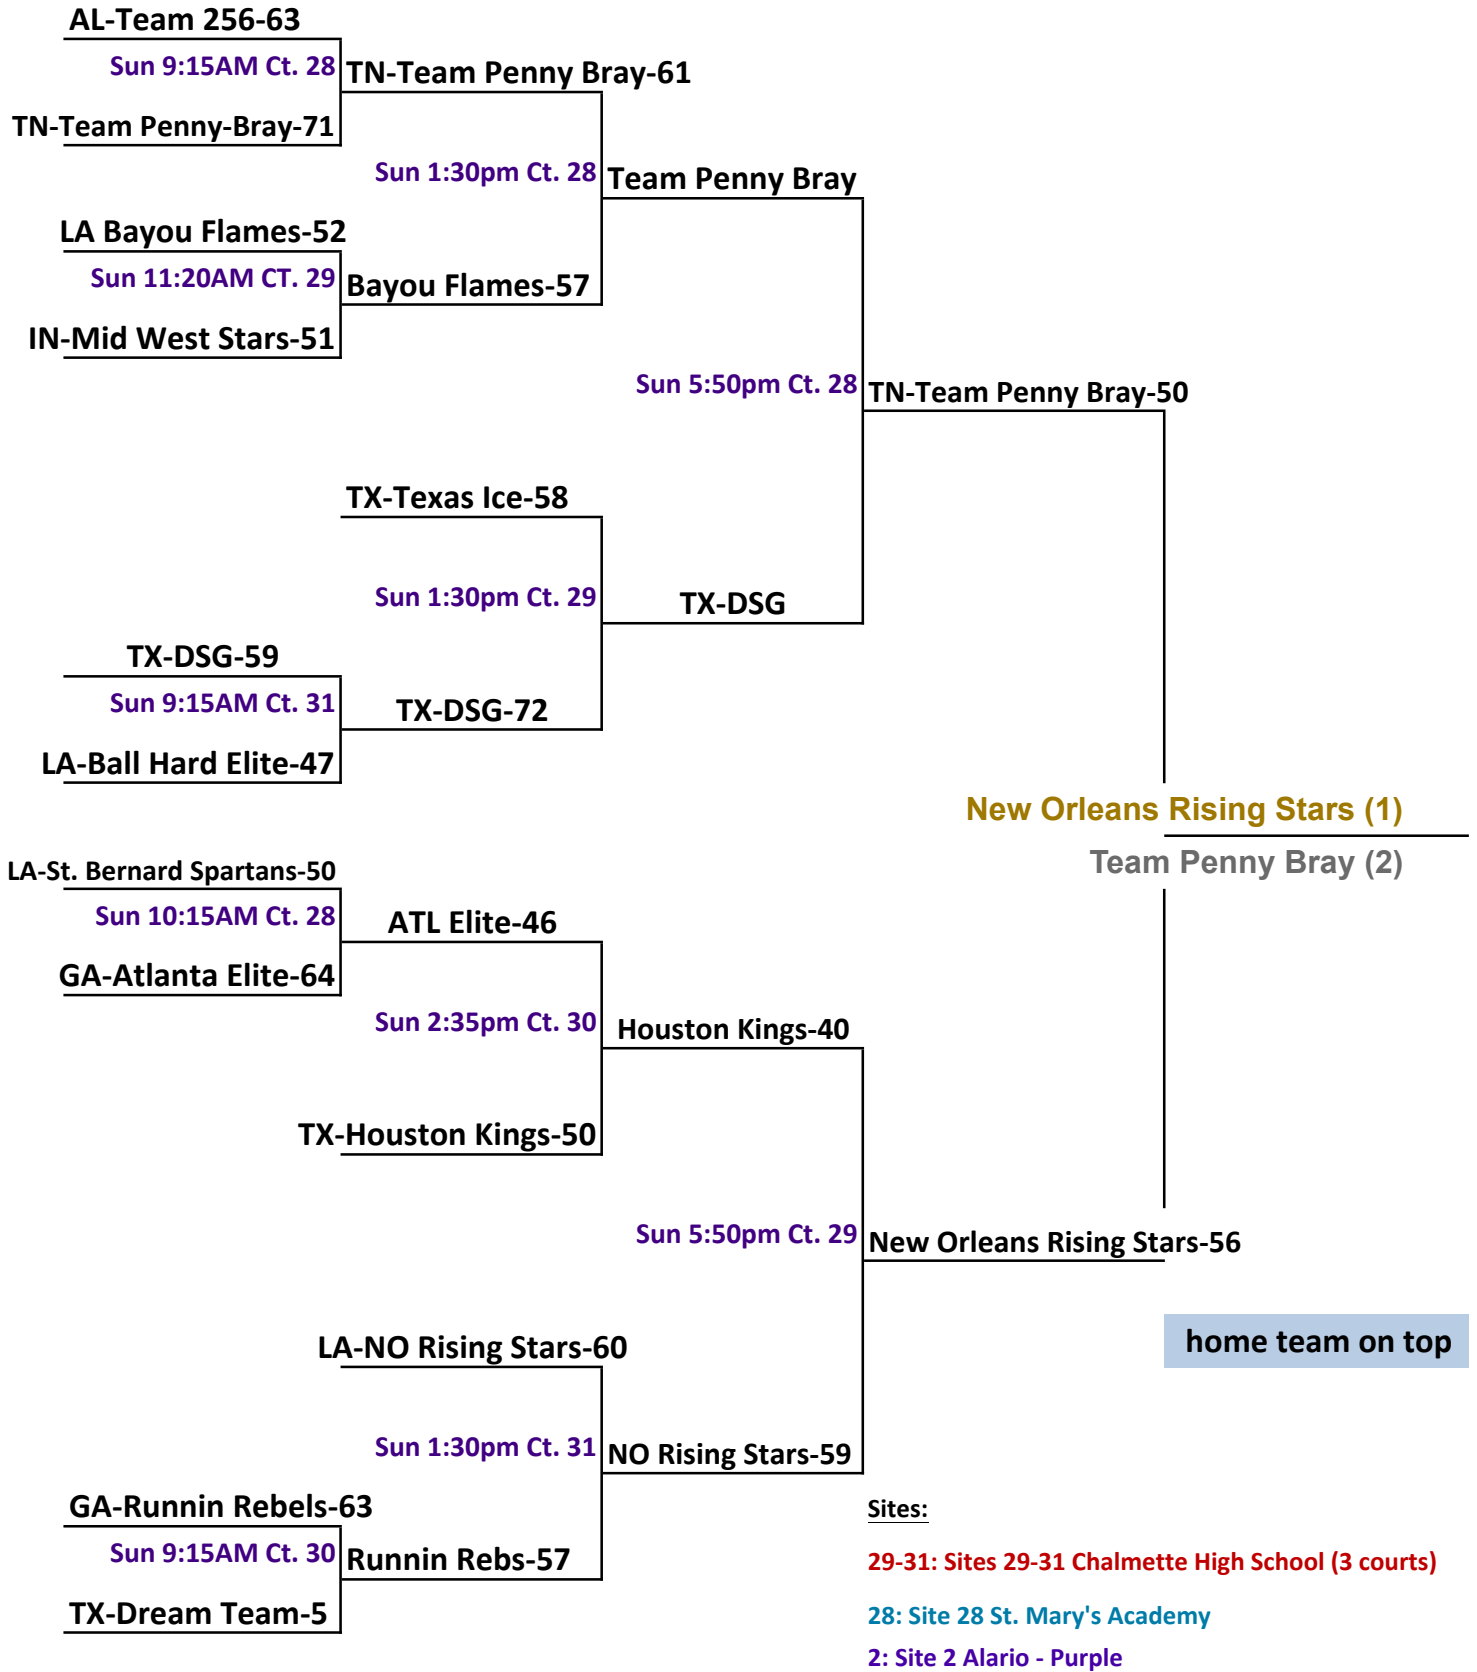 AL-Team 256-63
Sun 9:15AM Ct. 28
TN-Team Penny Bray-61
TN-Team Penny-Bray-71
Sun 1:30pm Ct. 28
Team Penny Bray
LA Bayou Flames-52
Sun 11:20AM CT. 29
Bayou Flames-57
IN-Mid West Stars-51
Sun 5:50pm Ct. 28
TN-Team Penny Bray-50
TX-Texas Ice-58
Sun 1:30pm Ct. 29
TX-DSG
TX-DSG-59
Sun 9:15AM Ct. 31
TX-DSG-72
LA-Ball Hard Elite-47
New Orleans Rising Stars (1)
Team Penny Bray (2)
LA-St. Bernard Spartans-50
Sun 10:15AM Ct. 28
ATL Elite-46
GA-Atlanta Elite-64
Sun 2:35pm Ct. 30
Houston Kings-40
TX-Houston Kings-50
Sun 5:50pm Ct. 29
New Orleans Rising Stars-56
home team on top
LA-NO Rising Stars-60
Sun 1:30pm Ct. 31
NO Rising Stars-59
GA-Runnin Rebels-63
Sun 9:15AM Ct. 30
Runnin Rebs-57
TX-Dream Team-5
Sites:
29-31: Sites 29-31 Chalmette High School (3 courts)
28: Site 28 St. Mary's Academy
2: Site 2 Alario - Purple